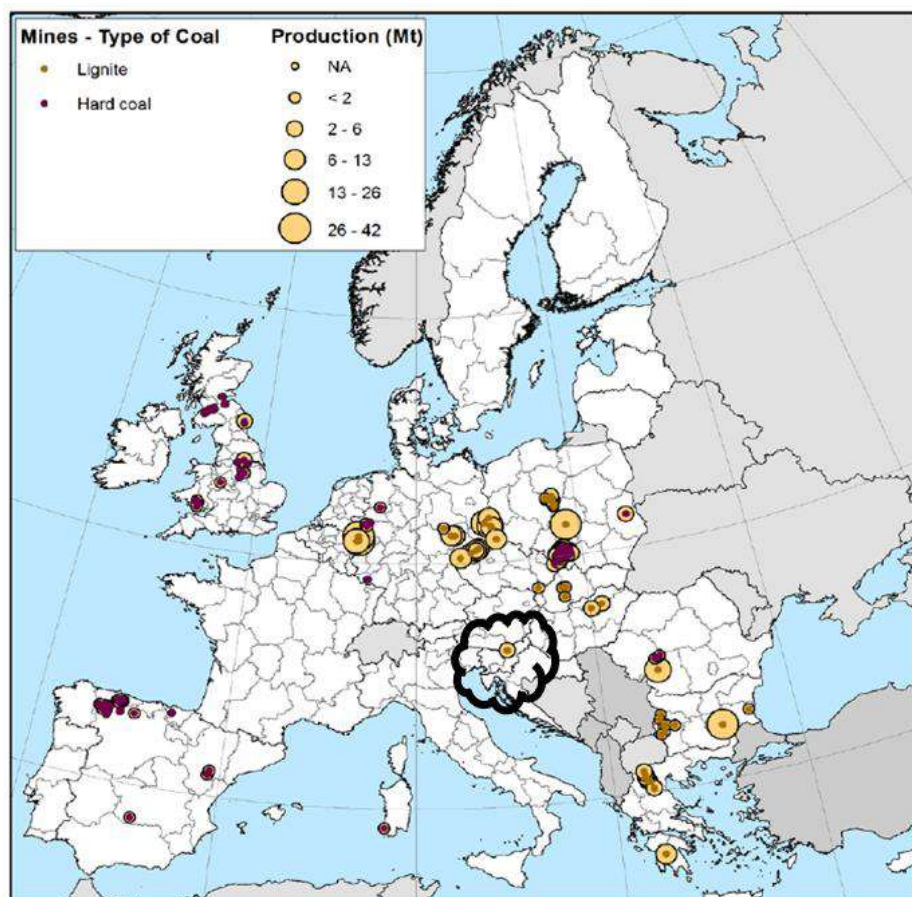 Mines - Type of Coal
Lignite
Hard coal
Production (Mt)
NA
< 2
2 - 6
6 - 13
13 - 26
26 - 42